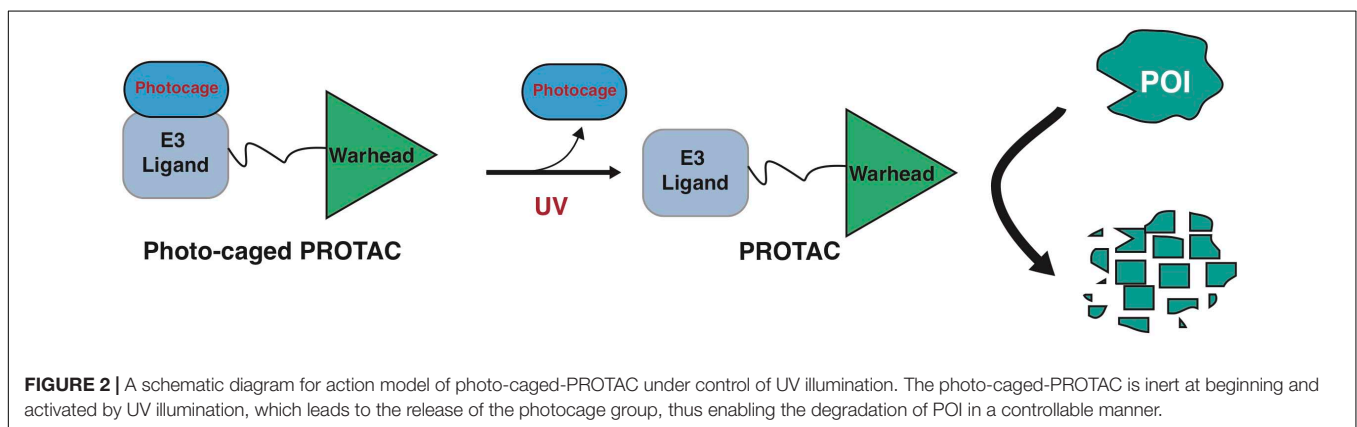 Photocage
E3
Ligand
Warhead
Photo-caged PROTAC
Photocage
UV
E3
Ligand
Warhead
PROTAC
POI
FIGURE 2 | A schematic diagram for action model of photo-caged-PROTAC under control of UV illumination. The photo-caged-PROTAC is inert at beginning and
activated by UV illumination, which leads to the release of the photocage group, thus enabling the degradation of POI in a controllable manner.